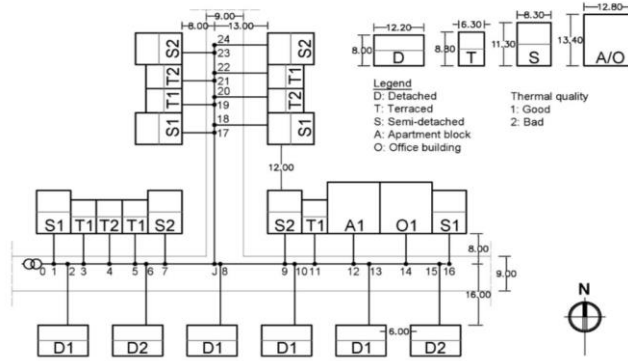 9.00
8.00 13.00
24
23
22
21
20
19
18
17
S2
T2
T1
S1
S2
T1
T2
S1
12.00
12.20
8.00
D
6.30
8.80
T
8.30
11.30
S
12.80
13.40
A/O
Legend
D: Detached
T: Terraced
S: Semi-detached
A: Apartment block
O: Office building
Thermal quality
1: Good
2: Bad
S1 T1 T2 T1 S2
S2 T1 A1 O1 S1
8.00
9.00
16.00
0 1 2 3 4 5 6 7 J 8 9 10 11 12 13 14 15 16
D1 D2 D1 D1 D1 D2
6.00
N